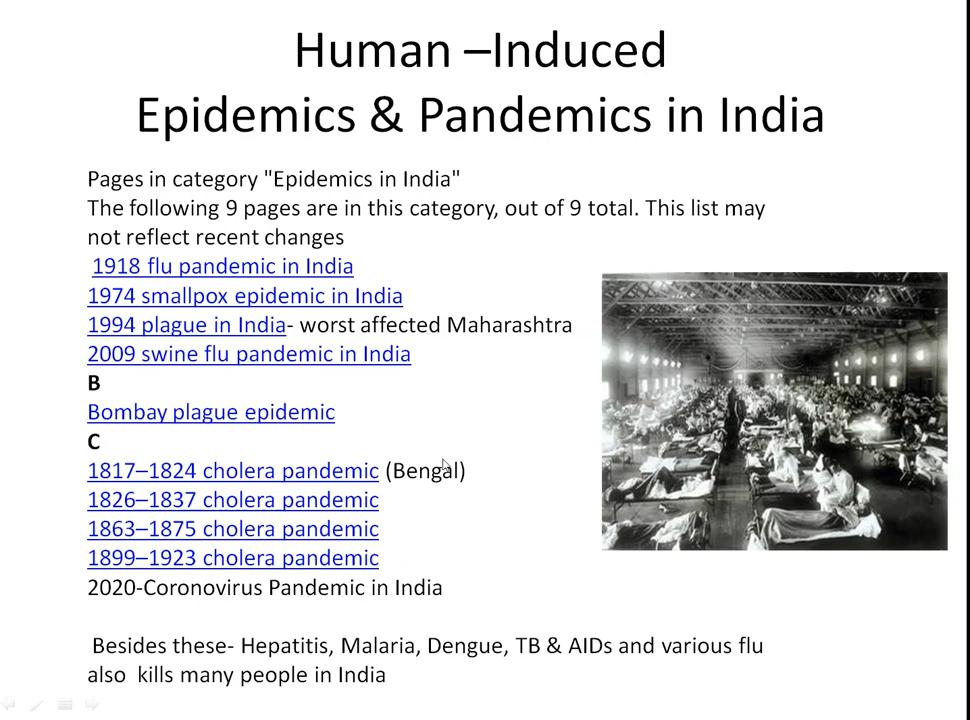 Human –Induced
Epidemics & Pandemics in India
Pages in category "Epidemics in India"
The following 9 pages are in this category, out of 9 total. This list may
not reflect recent changes
1918 flu pandemic in India
1974 smallpox epidemic in India
1994 plague in India- worst affected Maharashtra
2009 swine flu pandemic in India
B
Bombay plague epidemic
C
1817–1824 cholera pandemic (Bengal)
1826–1837 cholera pandemic
1863–1875 cholera pandemic
1899–1923 cholera pandemic
2020-Coronovirus Pandemic in India
Besides these- Hepatitis, Malaria, Dengue, TB & AIDs and various flu
also kills many people in India